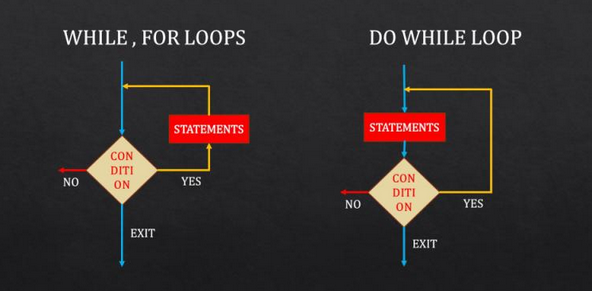 WHILE , FOR LOOPS
STATEMENTS
CON
DITI
ON
NO
YES
EXIT
DO WHILE LOOP
STATEMENTS
CON
DITI
ON
NO
YES
EXIT